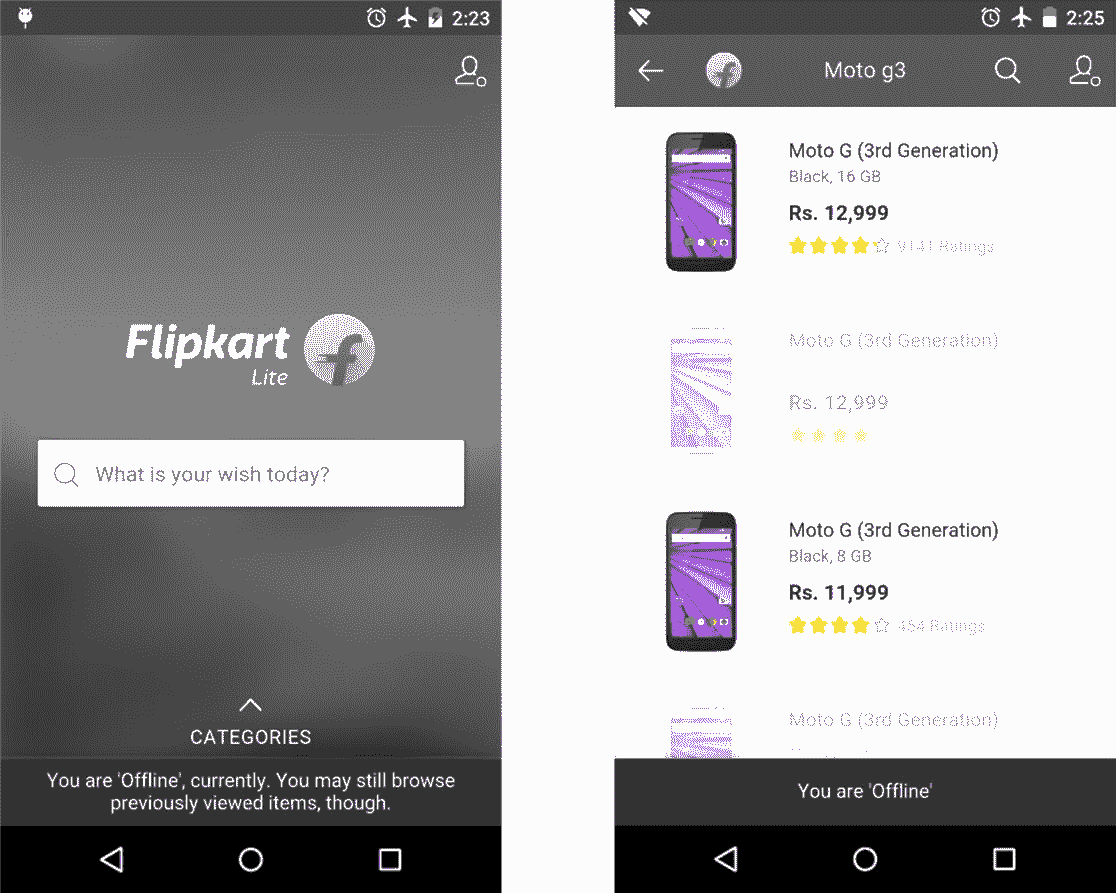 2:23
Flipkart
Lite
What is your wish today?
CATEGORIES
You are 'Offline', currently. You may still browse
previously viewed items, though.
2:25
Moto g3
Moto G (3rd Generation)
Black, 16 GB
Rs. 12,999
9141 Ratings
Moto G (3rd Generation)
Rs. 12,999
Moto G (3rd Generation)
Black, 8 GB
Rs. 11,999
454 Ratings
Moto G (3rd Generation)
You are 'Offline'